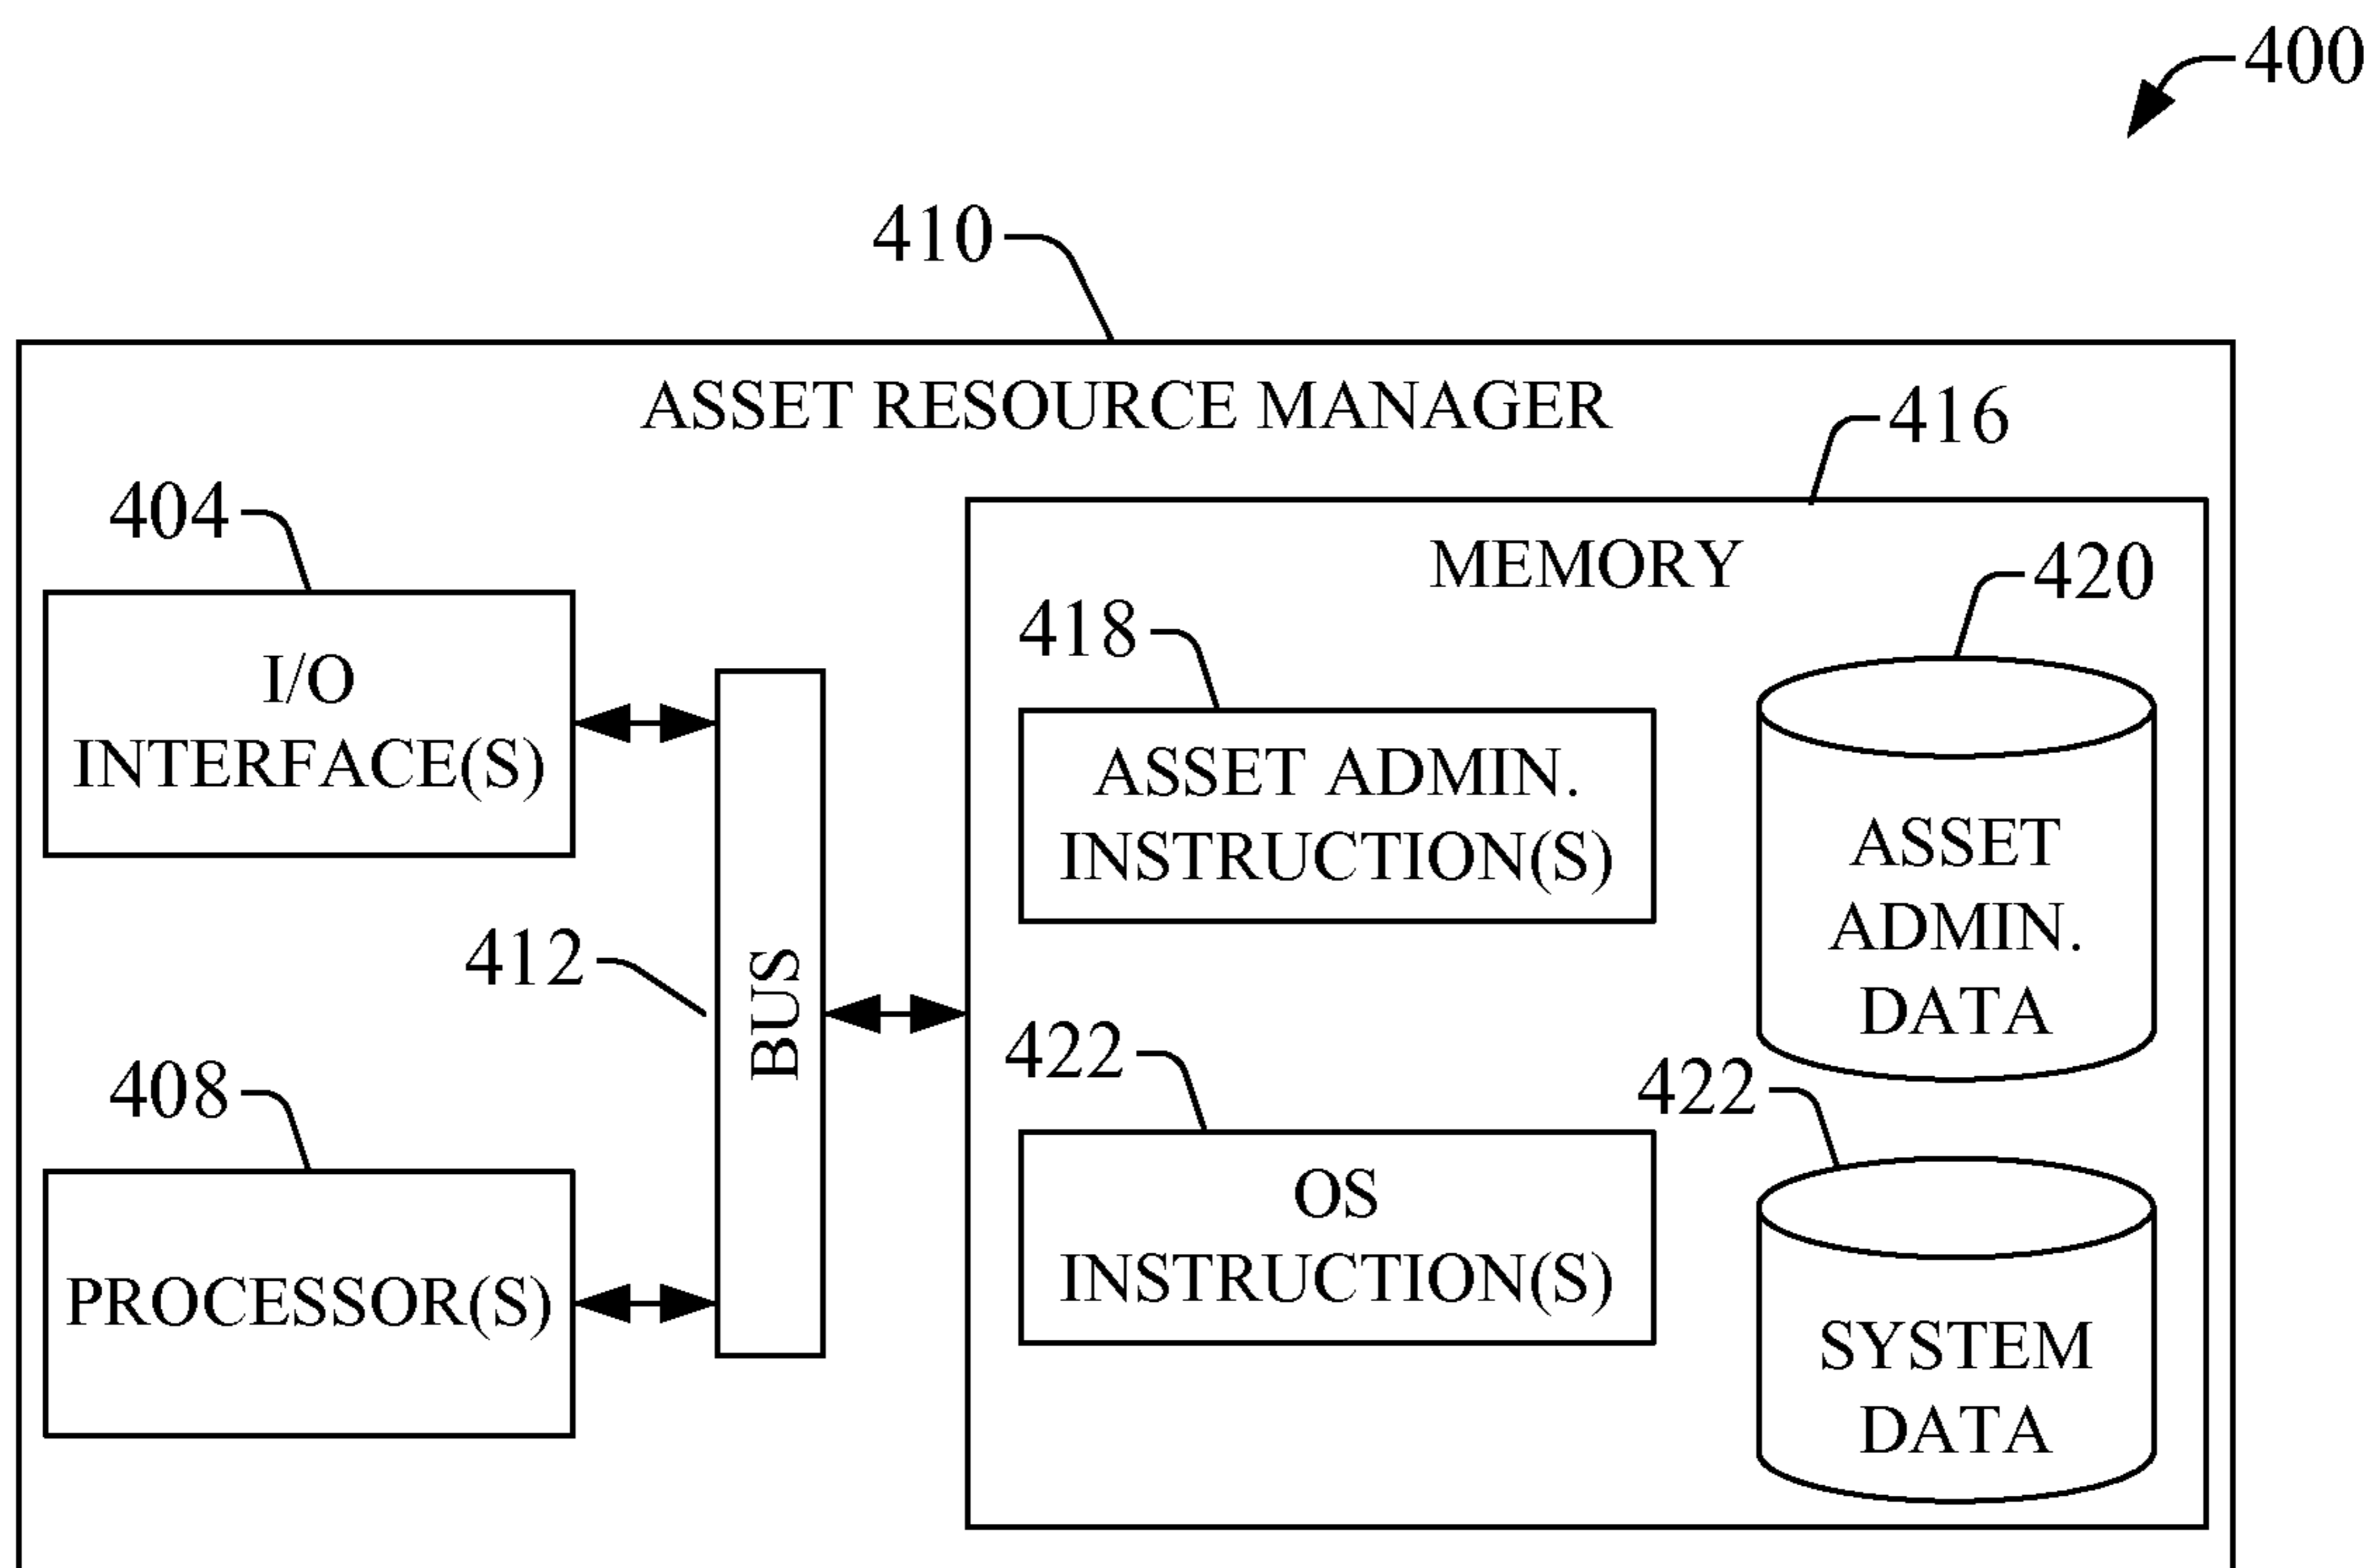 400
410
ASSET RESOURCE MANAGER
416
404
I/O
INTERFACE(S)
MEMORY
418
420
ASSET ADMIN.
INSTRUCTION(S)
ASSET
ADMIN.
DATA
412
BUS
408
PROCESSOR(S)
422
OS
INSTRUCTION(S)
422
SYSTEM
DATA